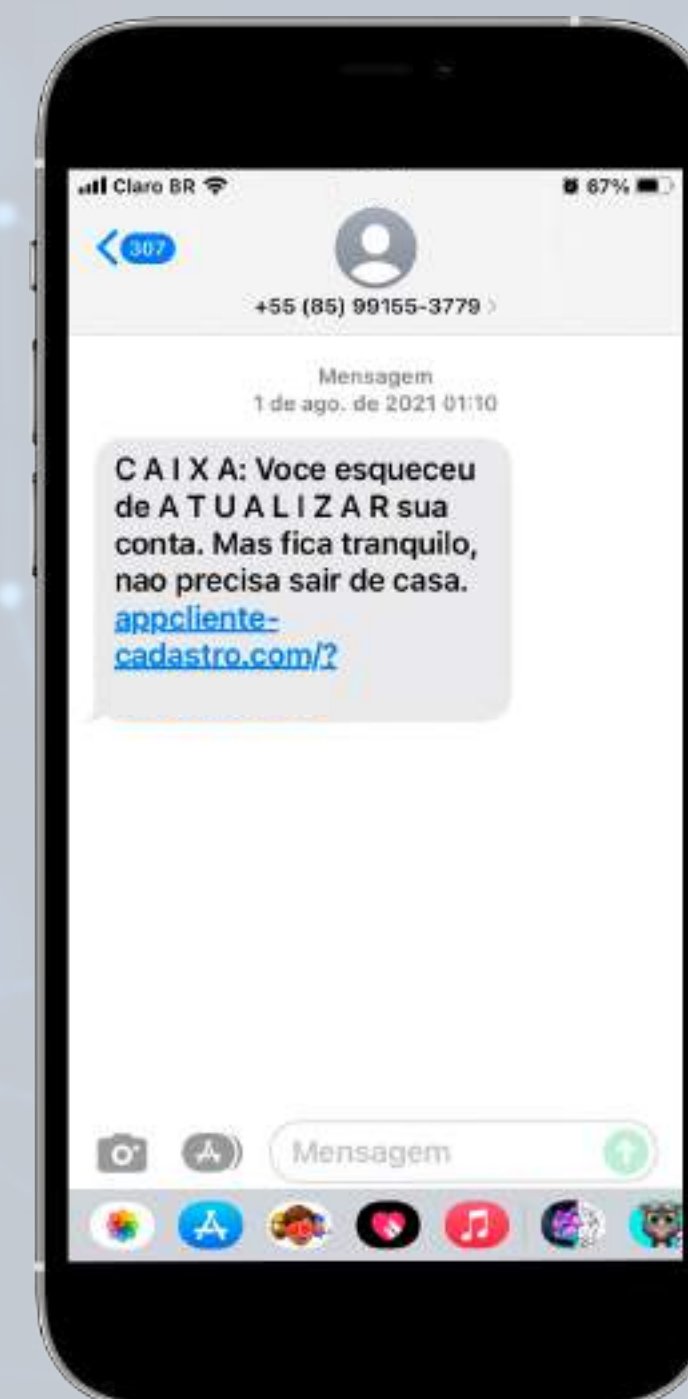 Claro BR
67%
307
+55 (85) 99155-3779 >
Mensagem
1 de ago. de 2021 01:10
C A I X A: Voce esqueceu
de A T U A L I Z A R sua
conta. Mas fica tranquilo,
nao precisa sair de casa.
appcliente-
cadastro.com/?
Mensagem